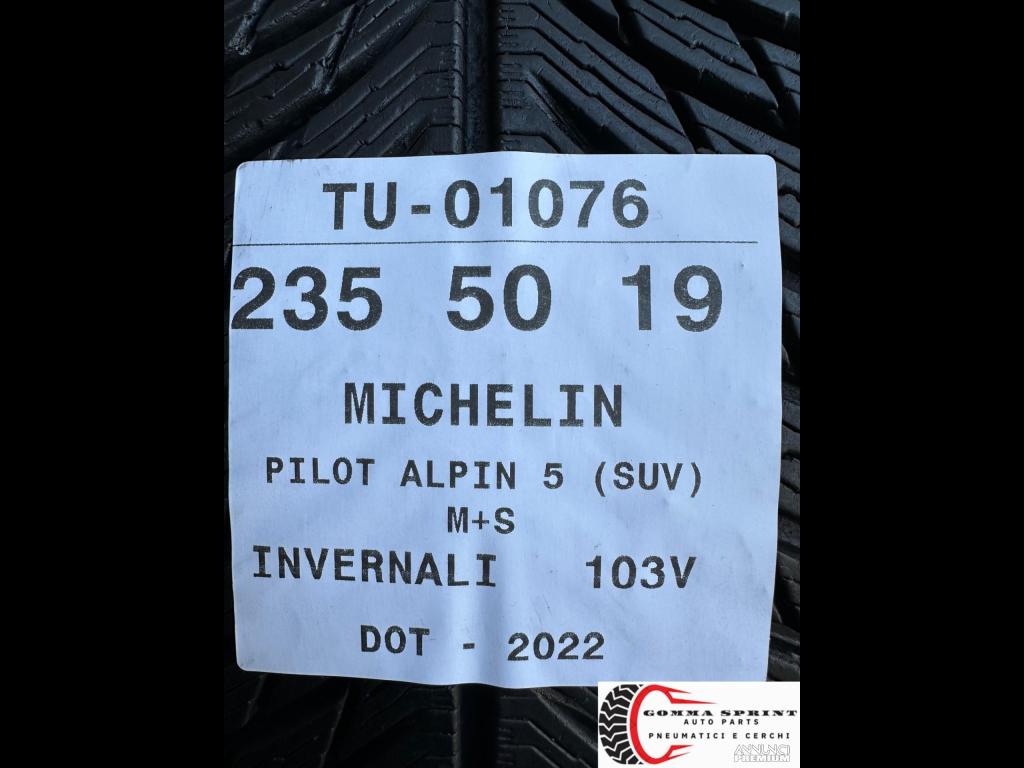 TU-01076
235 50 19
MICHELIN
PILOT ALPIN 5 (SUV)
M+S
INVERNALI 103V
DOT - 2022
GOMMA SPRINT
AUTO PARTS
PNEUMATICI E CERCHI
ANNUNCI
PREMIUM